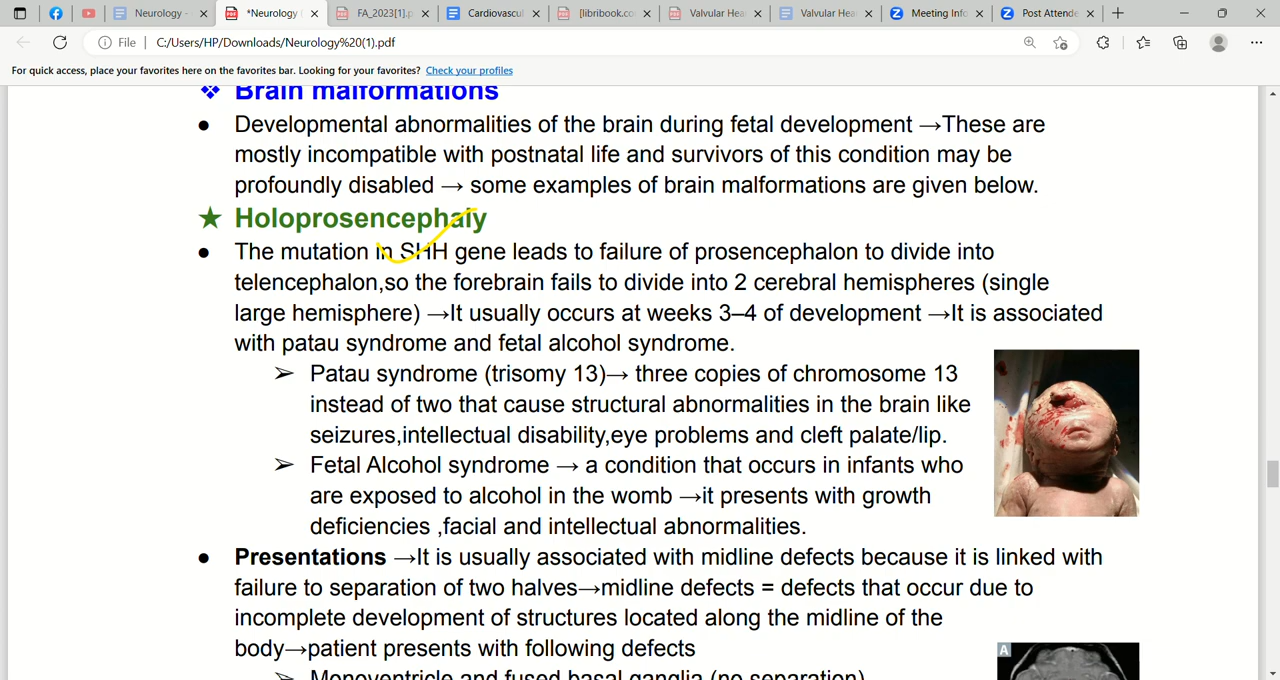 Neurology -
*Neurology (
FA_2023[1].p
Cardiovascul
[libribook.co
Valvular Hea
Valvular Hea
Meeting Info
Post Attende
File
C:/Users/HP/Downloads/Neurology%20(1).pdf
For quick access, place your favorites here on the favorites bar. Looking for your favorites? Check your profiles
❖ Brain malformations
● Developmental abnormalities of the brain during fetal development →These are
mostly incompatible with postnatal life and survivors of this condition may be
profoundly disabled → some examples of brain malformations are given below.
★ Holoprosencephaly
● The mutation in SHH gene leads to failure of prosencephalon to divide into
telencephalon,so the forebrain fails to divide into 2 cerebral hemispheres (single
large hemisphere) →It usually occurs at weeks 3–4 of development →It is associated
with patau syndrome and fetal alcohol syndrome.
➢ Patau syndrome (trisomy 13)→ three copies of chromosome 13
instead of two that cause structural abnormalities in the brain like
seizures,intellectual disability,eye problems and cleft palate/lip.
➢ Fetal Alcohol syndrome → a condition that occurs in infants who
are exposed to alcohol in the womb →it presents with growth
deficiencies ,facial and intellectual abnormalities.
● Presentations →It is usually associated with midline defects because it is linked with
failure to separation of two halves→midline defects = defects that occur due to
incomplete development of structures located along the midline of the
body→patient presents with following defects
A
➢ Monoventricle and fused basal ganglia (no separation)